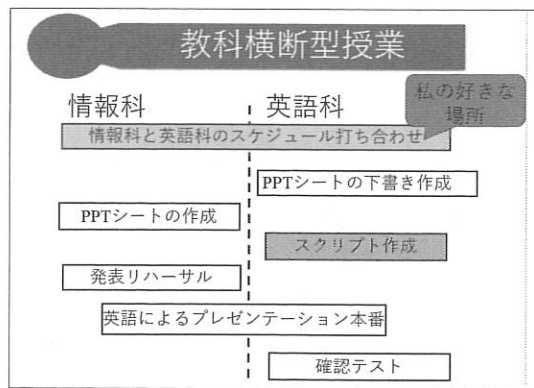 教科横断型授業
情報科
英語科
私の好きな
場所
情報科と英語科のスケジュール打ち合わせ
PPTシートの下書き作成
PPTシートの作成
スクリプト作成
発表リハーサル
英語によるプレゼンテーション本番
確認テスト